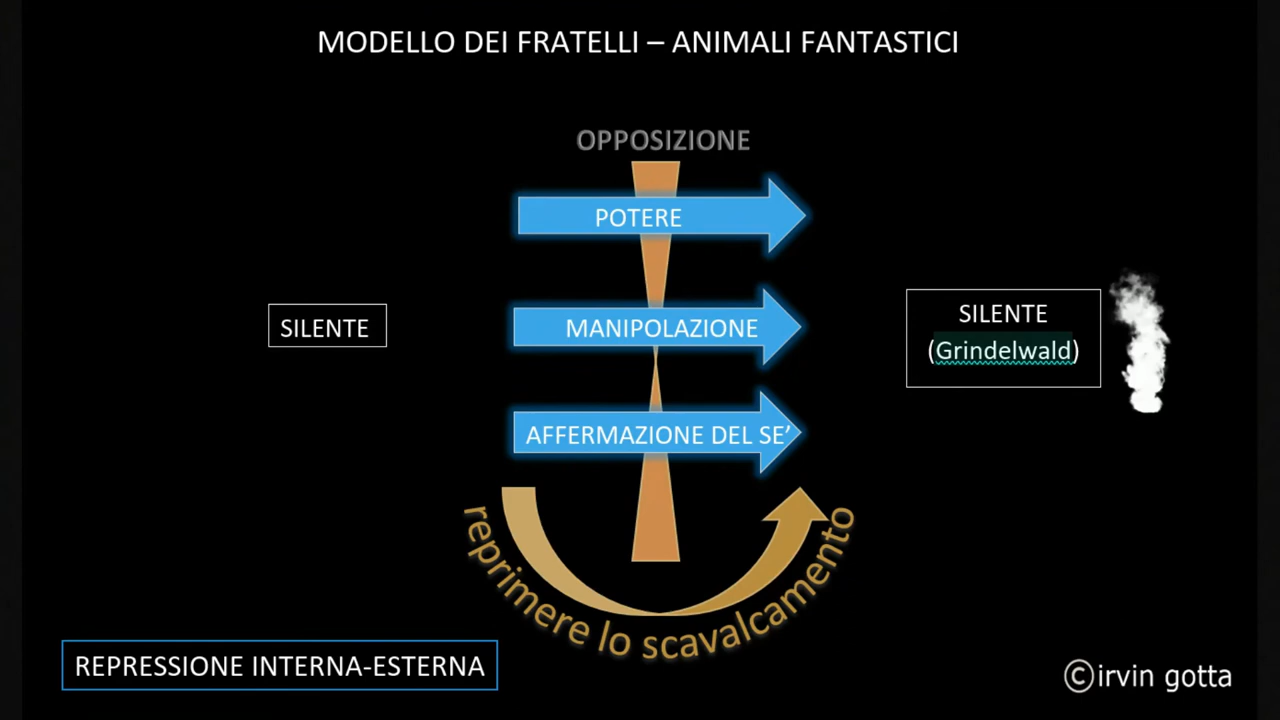 MODELLO DEI FRATELLI – ANIMALI FANTASTICI
OPPOSIZIONE
POTERE
SILENTE
MANIPOLAZIONE
SILENTE
(Grindelwald)
AFFERMAZIONE DEL SE’
reprimere lo scavalcamento
REPRESSIONE INTERNA-ESTERNA
©irvin gotta